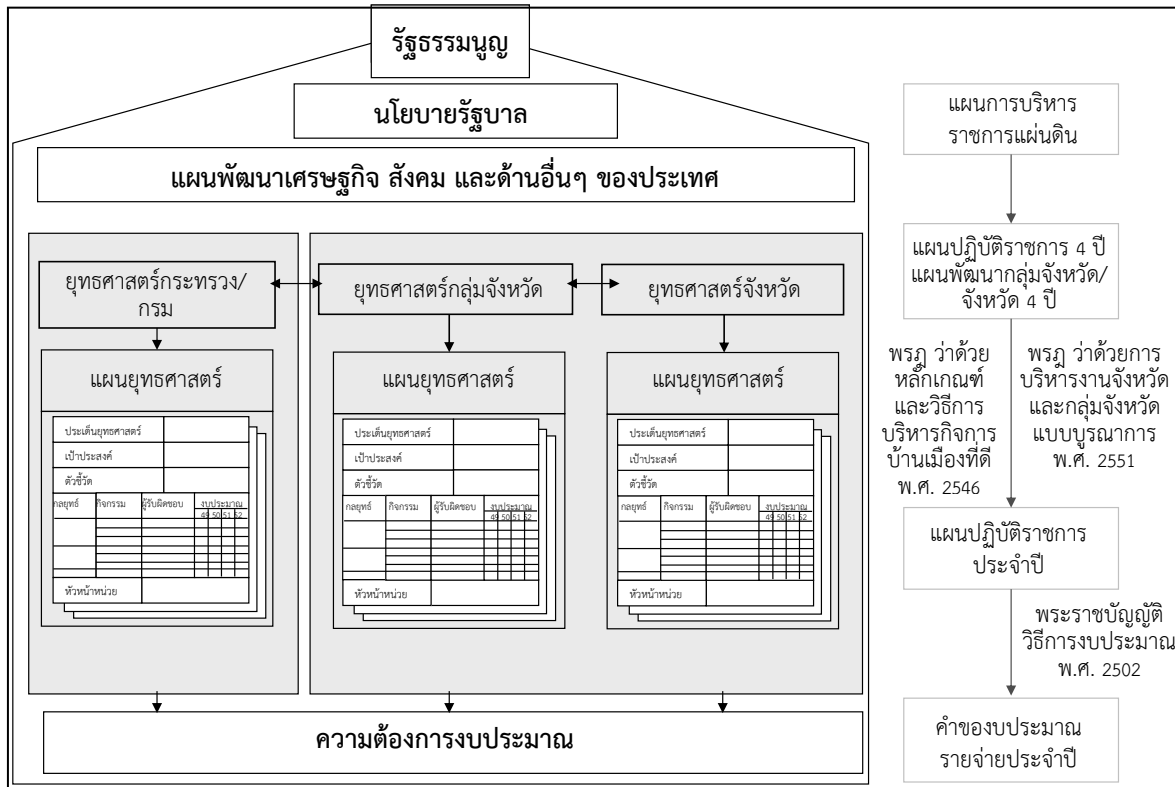 รัฐธรรมนูญ
นโยบายรัฐบาล
แผนพัฒนาเศรษฐกิจ สังคม และด้านอื่นๆ ของประเทศ
ยุทธศาสตร์กระทรวง/
กรม
ยุทธศาสตร์กลุ่มจังหวัด
ยุทธศาสตร์จังหวัด
แผนยุทธศาสตร์
ประเด็นยุทธศาสตร์
เป้าประสงค์
ตัวชี้วัด
กลยุทธ์ กิจกรรม ผู้รับผิดชอบ งบประมาณ
49 50 51 52
หัวหน้าหน่วย
แผนยุทธศาสตร์
ประเด็นยุทธศาสตร์
เป้าประสงค์
ตัวชี้วัด
กลยุทธ์ กิจกรรม ผู้รับผิดชอบ งบประมาณ
49 50 51 52
หัวหน้าหน่วย
แผนยุทธศาสตร์
ประเด็นยุทธศาสตร์
เป้าประสงค์
ตัวชี้วัด
กลยุทธ์ กิจกรรม ผู้รับผิดชอบ งบประมาณ
49 50 51 52
หัวหน้าหน่วย
ความต้องการงบประมาณ
แผนการบริหาร
ราชการแผ่นดิน
แผนปฏิบัติราชการ 4 ปี
แผนพัฒนากลุ่มจังหวัด/
จังหวัด 4 ปี
พรฎ ว่าด้วย
หลักเกณฑ์
และวิธีการ
บริหารกิจการ
บ้านเมืองที่ดี
พ.ศ. 2546
พรฎ ว่าด้วยการ
บริหารงานจังหวัด
และกลุ่มจังหวัด
แบบบูรณาการ
พ.ศ. 2551
แผนปฏิบัติราชการ
ประจำปี
พระราชบัญญัติ
วิธีการงบประมาณ
พ.ศ. 2502
คำของบประมาณ
รายจ่ายประจำปี